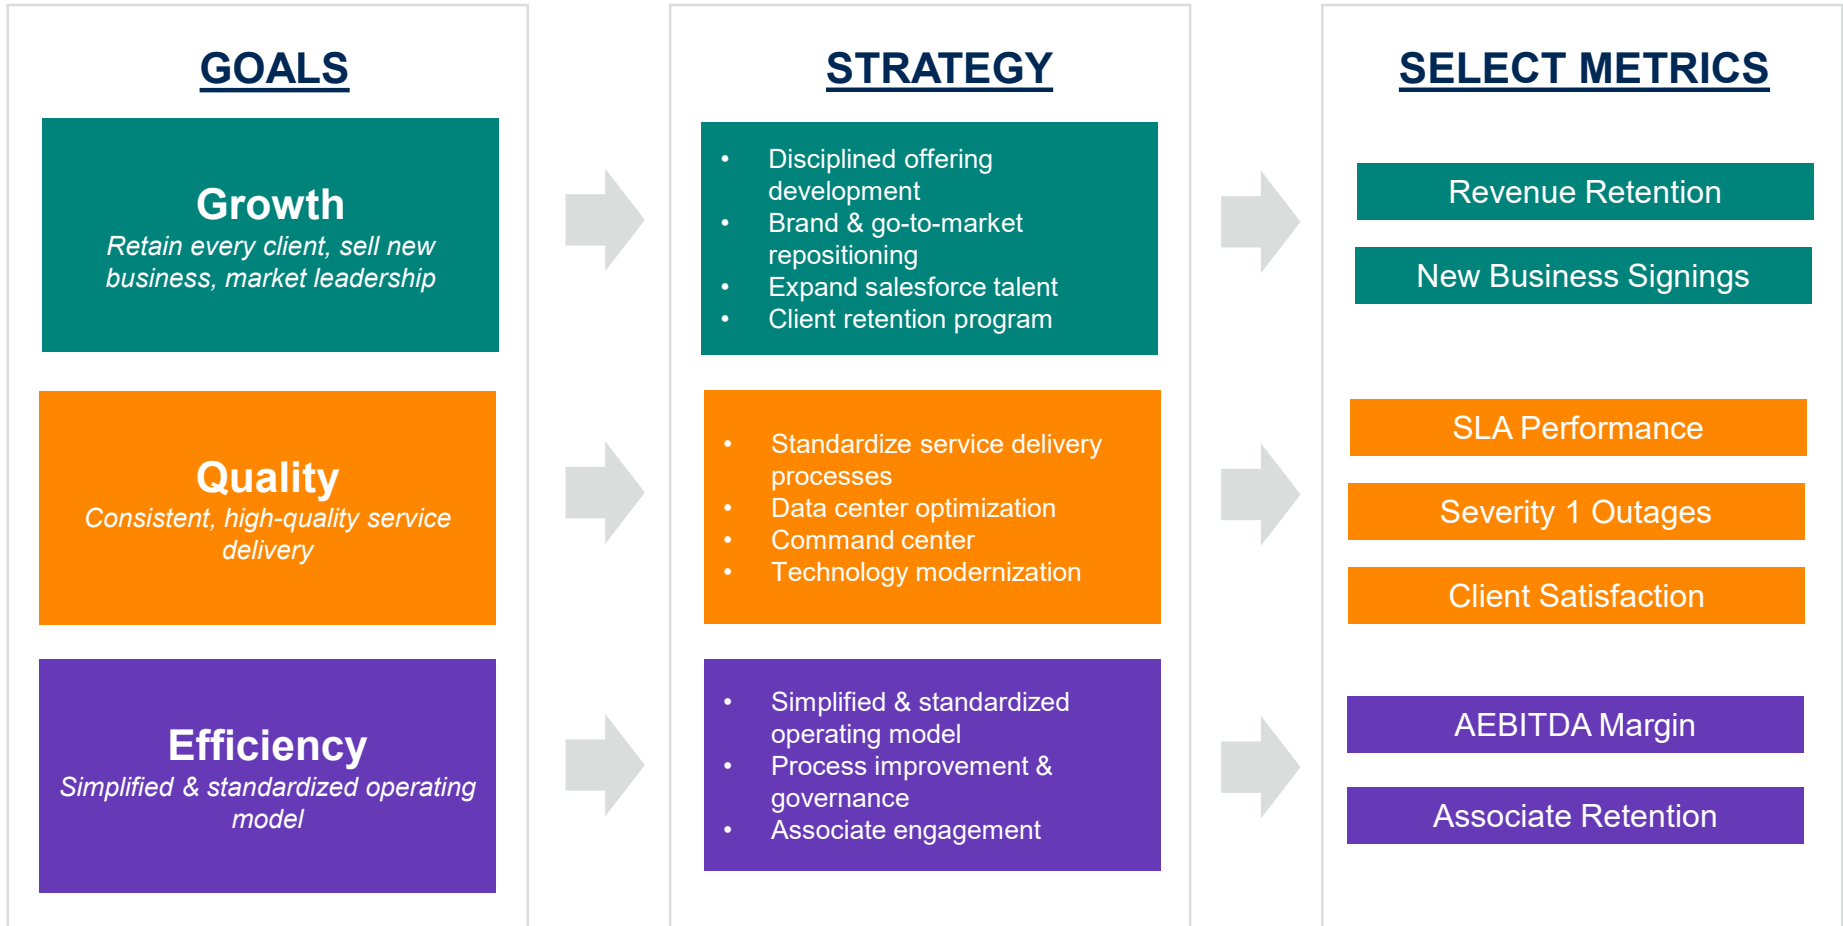 GOALS
Growth
Retain every client, sell new
business, market leadership
Quality
Consistent, high-quality service
delivery
Efficiency
Simplified & standardized operating
model
STRATEGY
• Disciplined offering
development
• Brand & go-to-market
repositioning
• Expand salesforce talent
• Client retention program
• Standardize service delivery
processes
• Data center optimization
• Command center
• Technology modernization
• Simplified & standardized
operating model
• Process improvement &
governance
• Associate engagement
SELECT METRICS
Revenue Retention
New Business Signings
SLA Performance
Severity 1 Outages
Client Satisfaction
AEBITDA Margin
Associate Retention